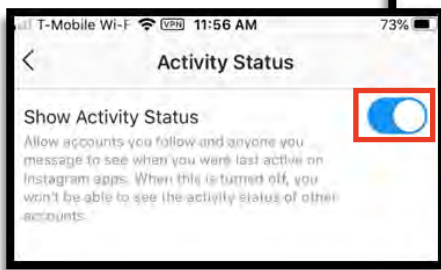 T-Mobile Wi-F VPN 11:56 AM 73%
Activity Status
Show Activity Status
Allow accounts you follow and anyone you
message to see when you were last active on
Instagram apps. When this is turned off, you
won't be able to see the activity status of other
accounts.